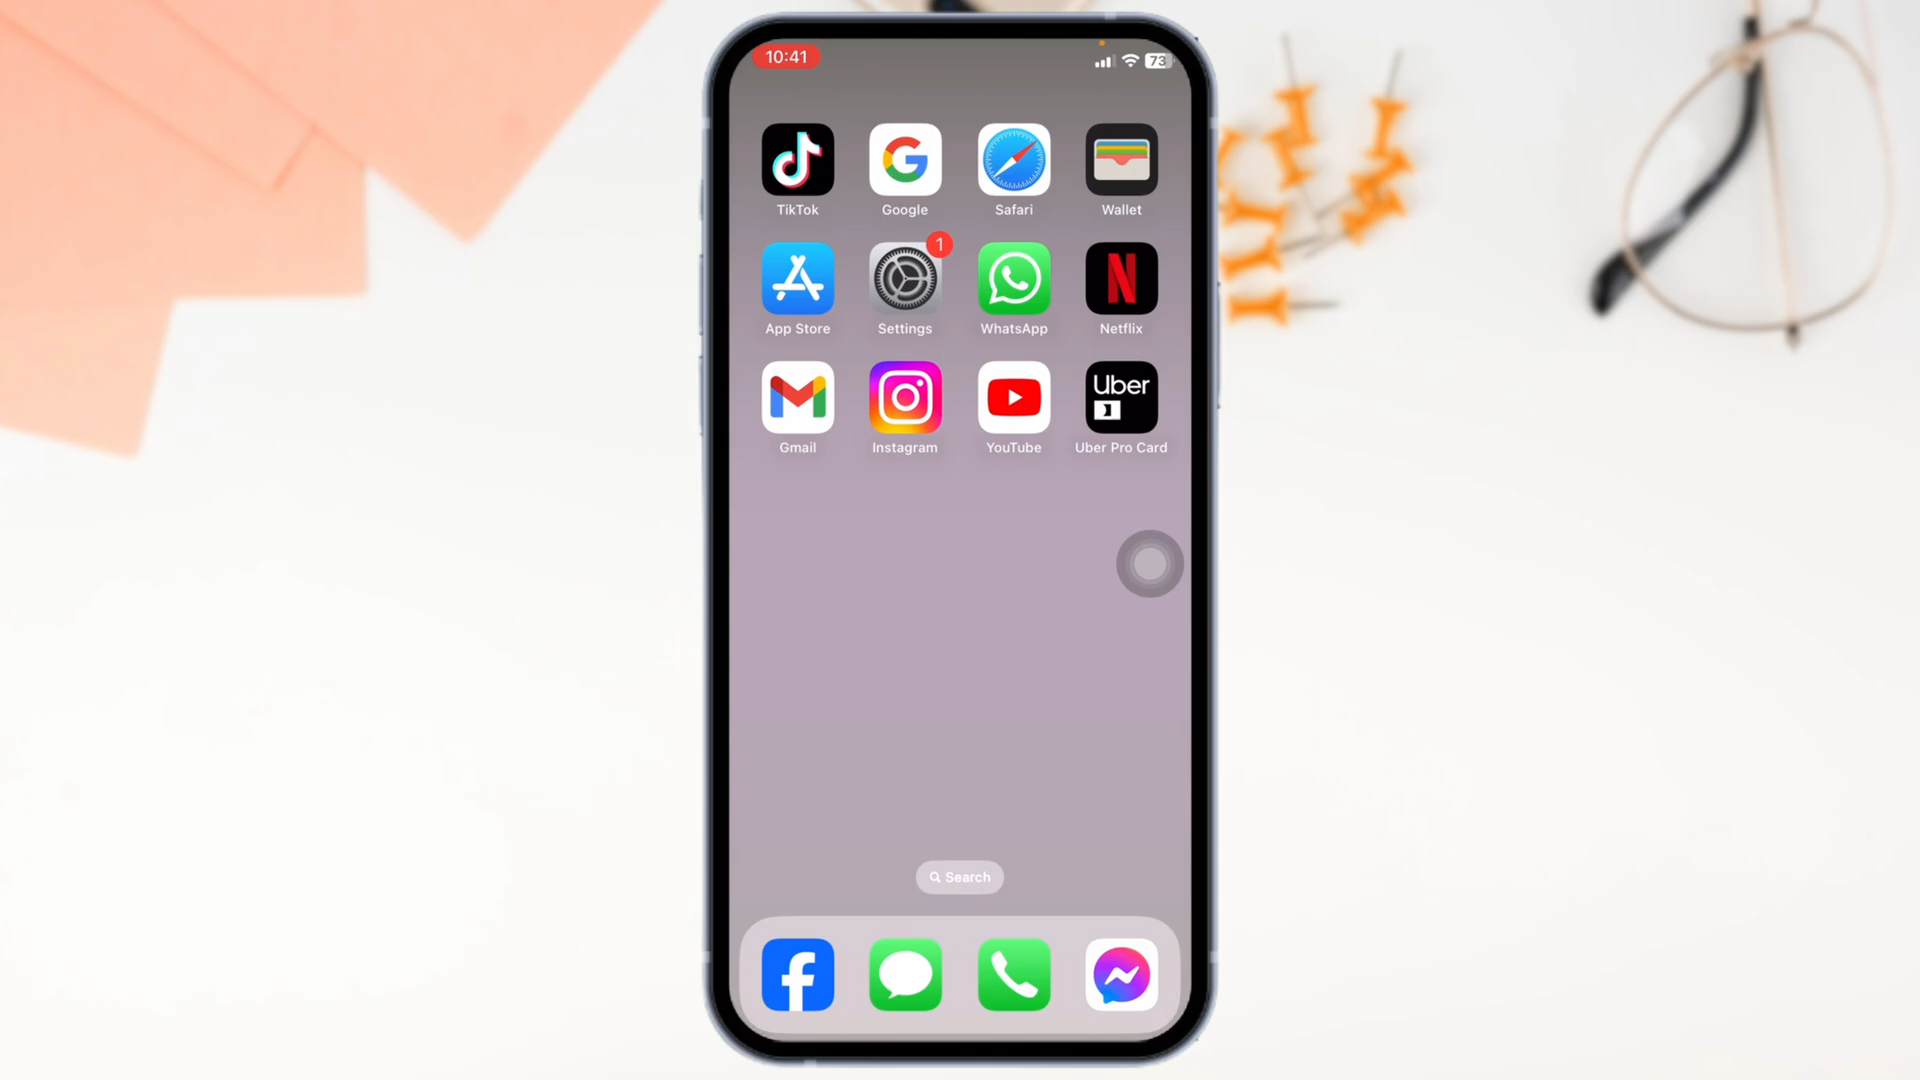 10:41
73
TikTok
Google
Safari
Wallet
1
App Store
Settings
WhatsApp
Netflix
Uber
Gmail
Instagram
YouTube
Uber Pro Card
Search